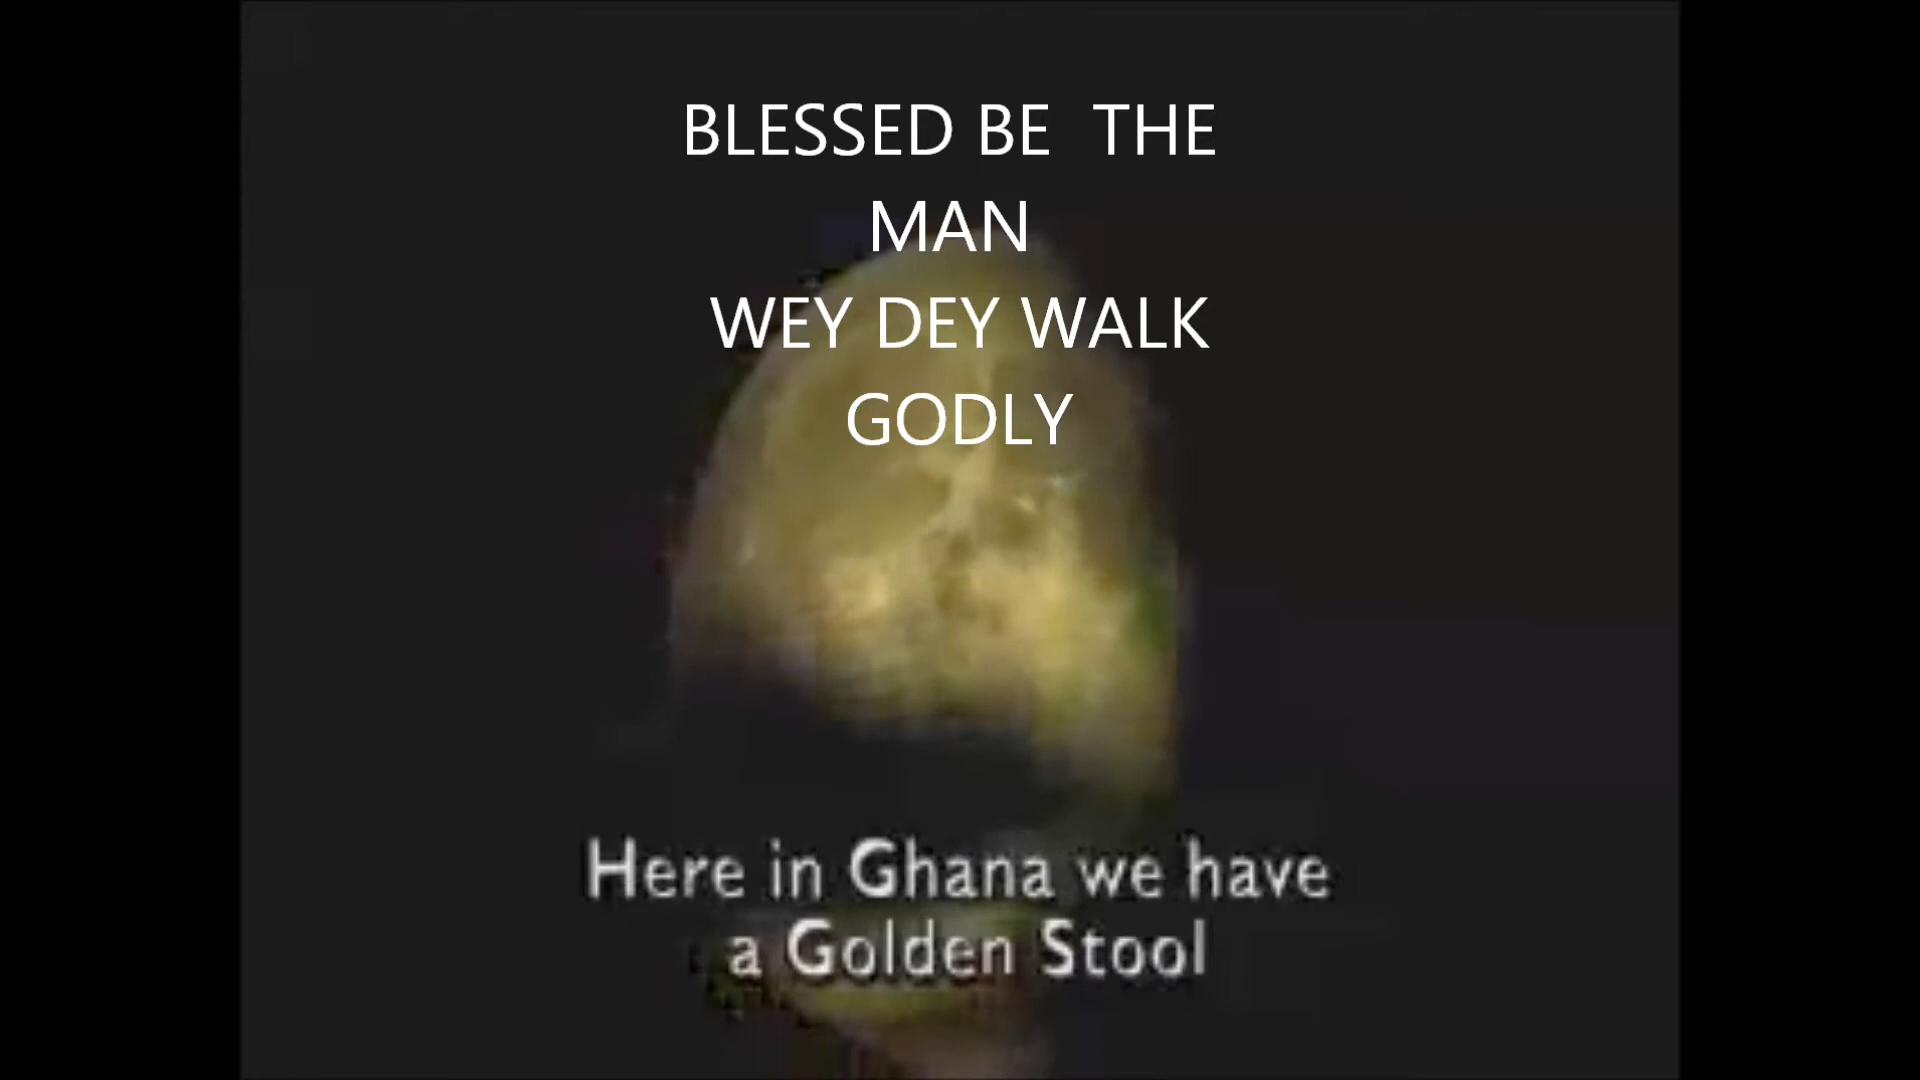 BLESSED BE  THE
MAN
WEY DEY WALK
GODLY
Here in Ghana we have
a Golden Stool